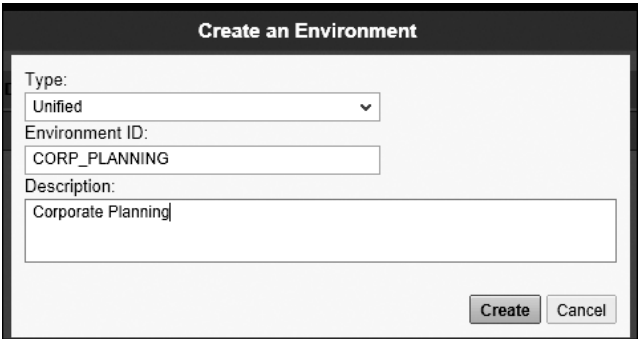 Create an Environment
Type:
Unified
Environment ID:
CORP_PLANNING
Description:
Corporate Planning
Create Cancel